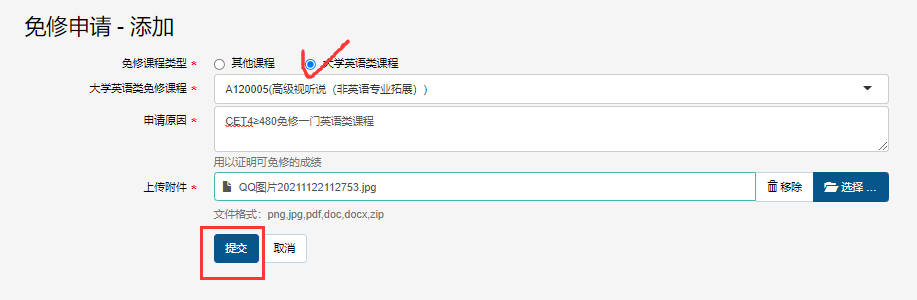 免修申请 - 添加
免修课程类型 * 其他课程 大学英语类课程
大学英语类免修课程 * A120005(高级视听说（非英语专业拓展）)
申请原因 * CET4≥480免修一门英语类课程
用以证明可免修的成绩
上传附件 * QQ图片20211122112753.jpg 移除 选择 ...
文件格式：png,jpg,pdf,doc,docx,zip
提交 取消